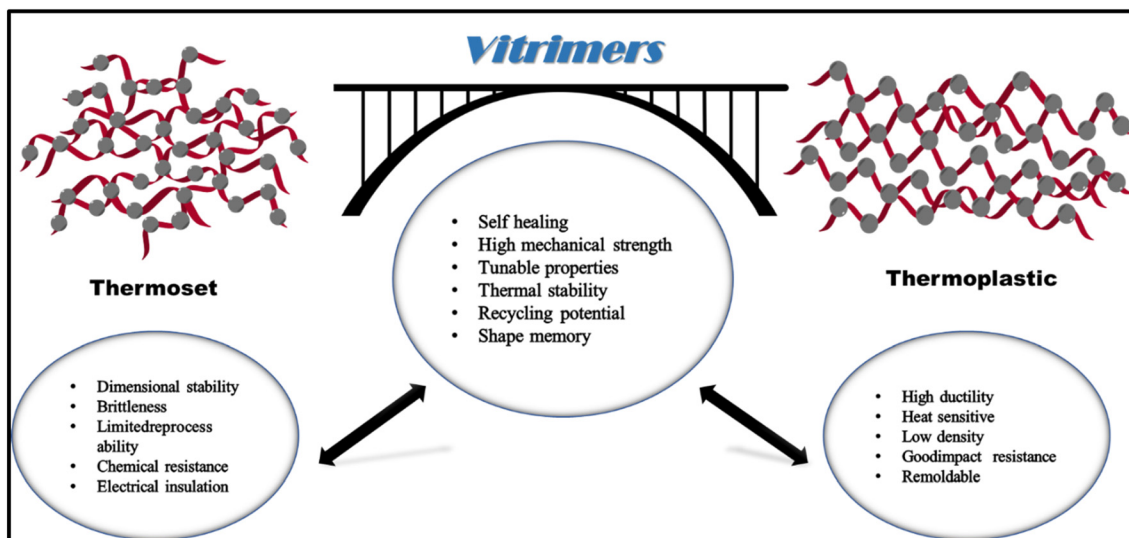 Vitrimers
• Self healing
• High mechanical strength
• Tunable properties
• Thermal stability
• Recycling potential
• Shape memory
Thermoset
• Dimensional stability
• Brittleness
• Limitedreprocess
ability
• Chemical resistance
• Electrical insulation
Thermoplastic
• High ductility
• Heat sensitive
• Low density
• Goodimpact resistance
• Remoldable